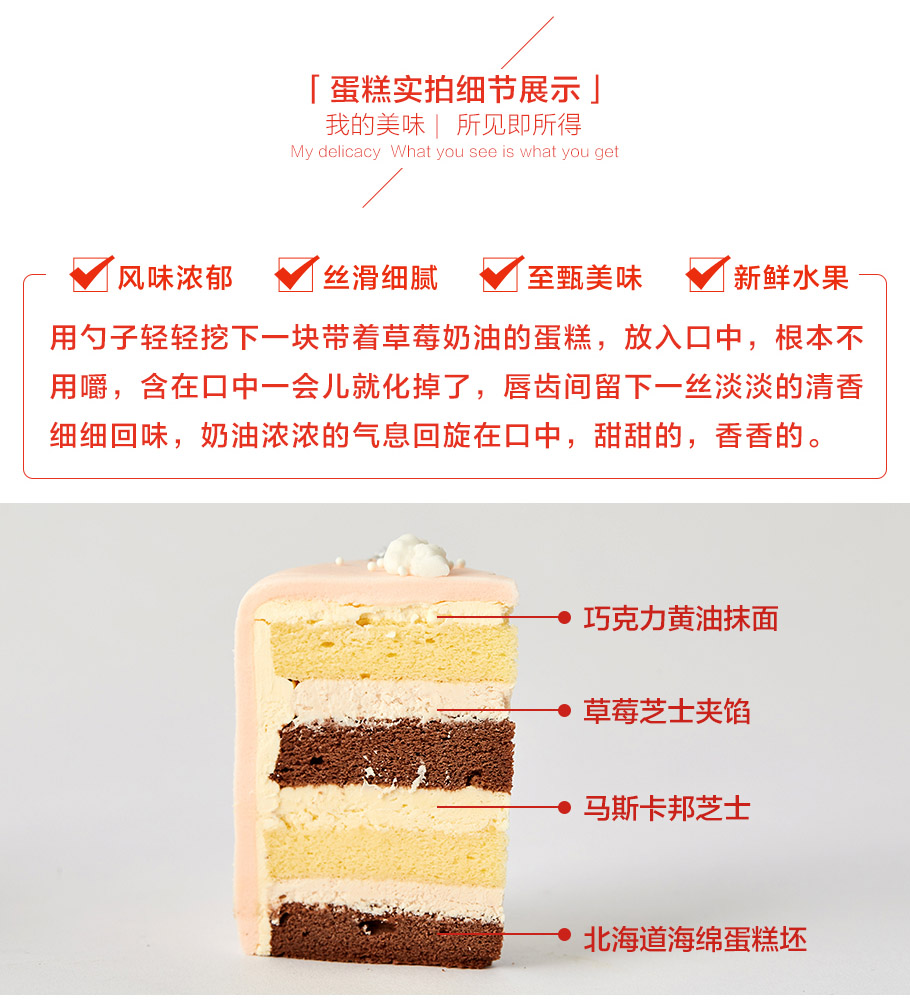 「蛋糕实拍细节展示」
我的美味｜ 所见即所得
My delicacy What you see is what you get
风味浓郁 丝滑细腻 至甄美味 新鲜水果
用勺子轻轻挖下一块带着草莓奶油的蛋糕，放入口中，根本不
用嚼，含在口中一会儿就化掉了，唇齿间留下一丝淡淡的清香
细细回味，奶油浓浓的气息回旋在口中，甜甜的，香香的。
巧克力黄油抹面
草莓芝士夹馅
马斯卡邦芝士
北海道海绵蛋糕坯